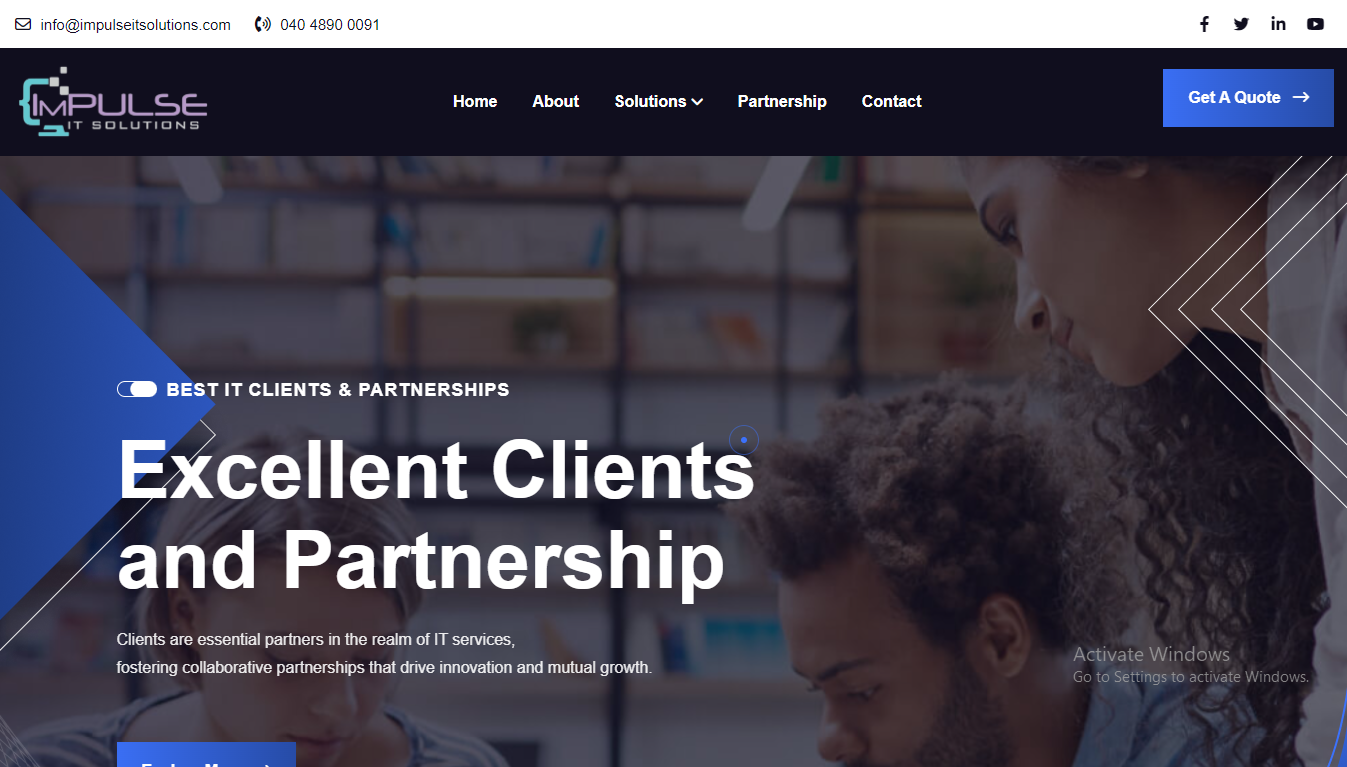 info@impulseitsolutions.com
040 4890 0091
IMPULSE
IT SOLUTIONS
Home
About
Solutions
Partnership
Contact
Get A Quote
BEST IT CLIENTS & PARTNERSHIPS
Excellent Clients
and Partnership
Clients are essential partners in the realm of IT services,
fostering collaborative partnerships that drive innovation and mutual growth.
Activate Windows
Go to Settings to activate Windows.